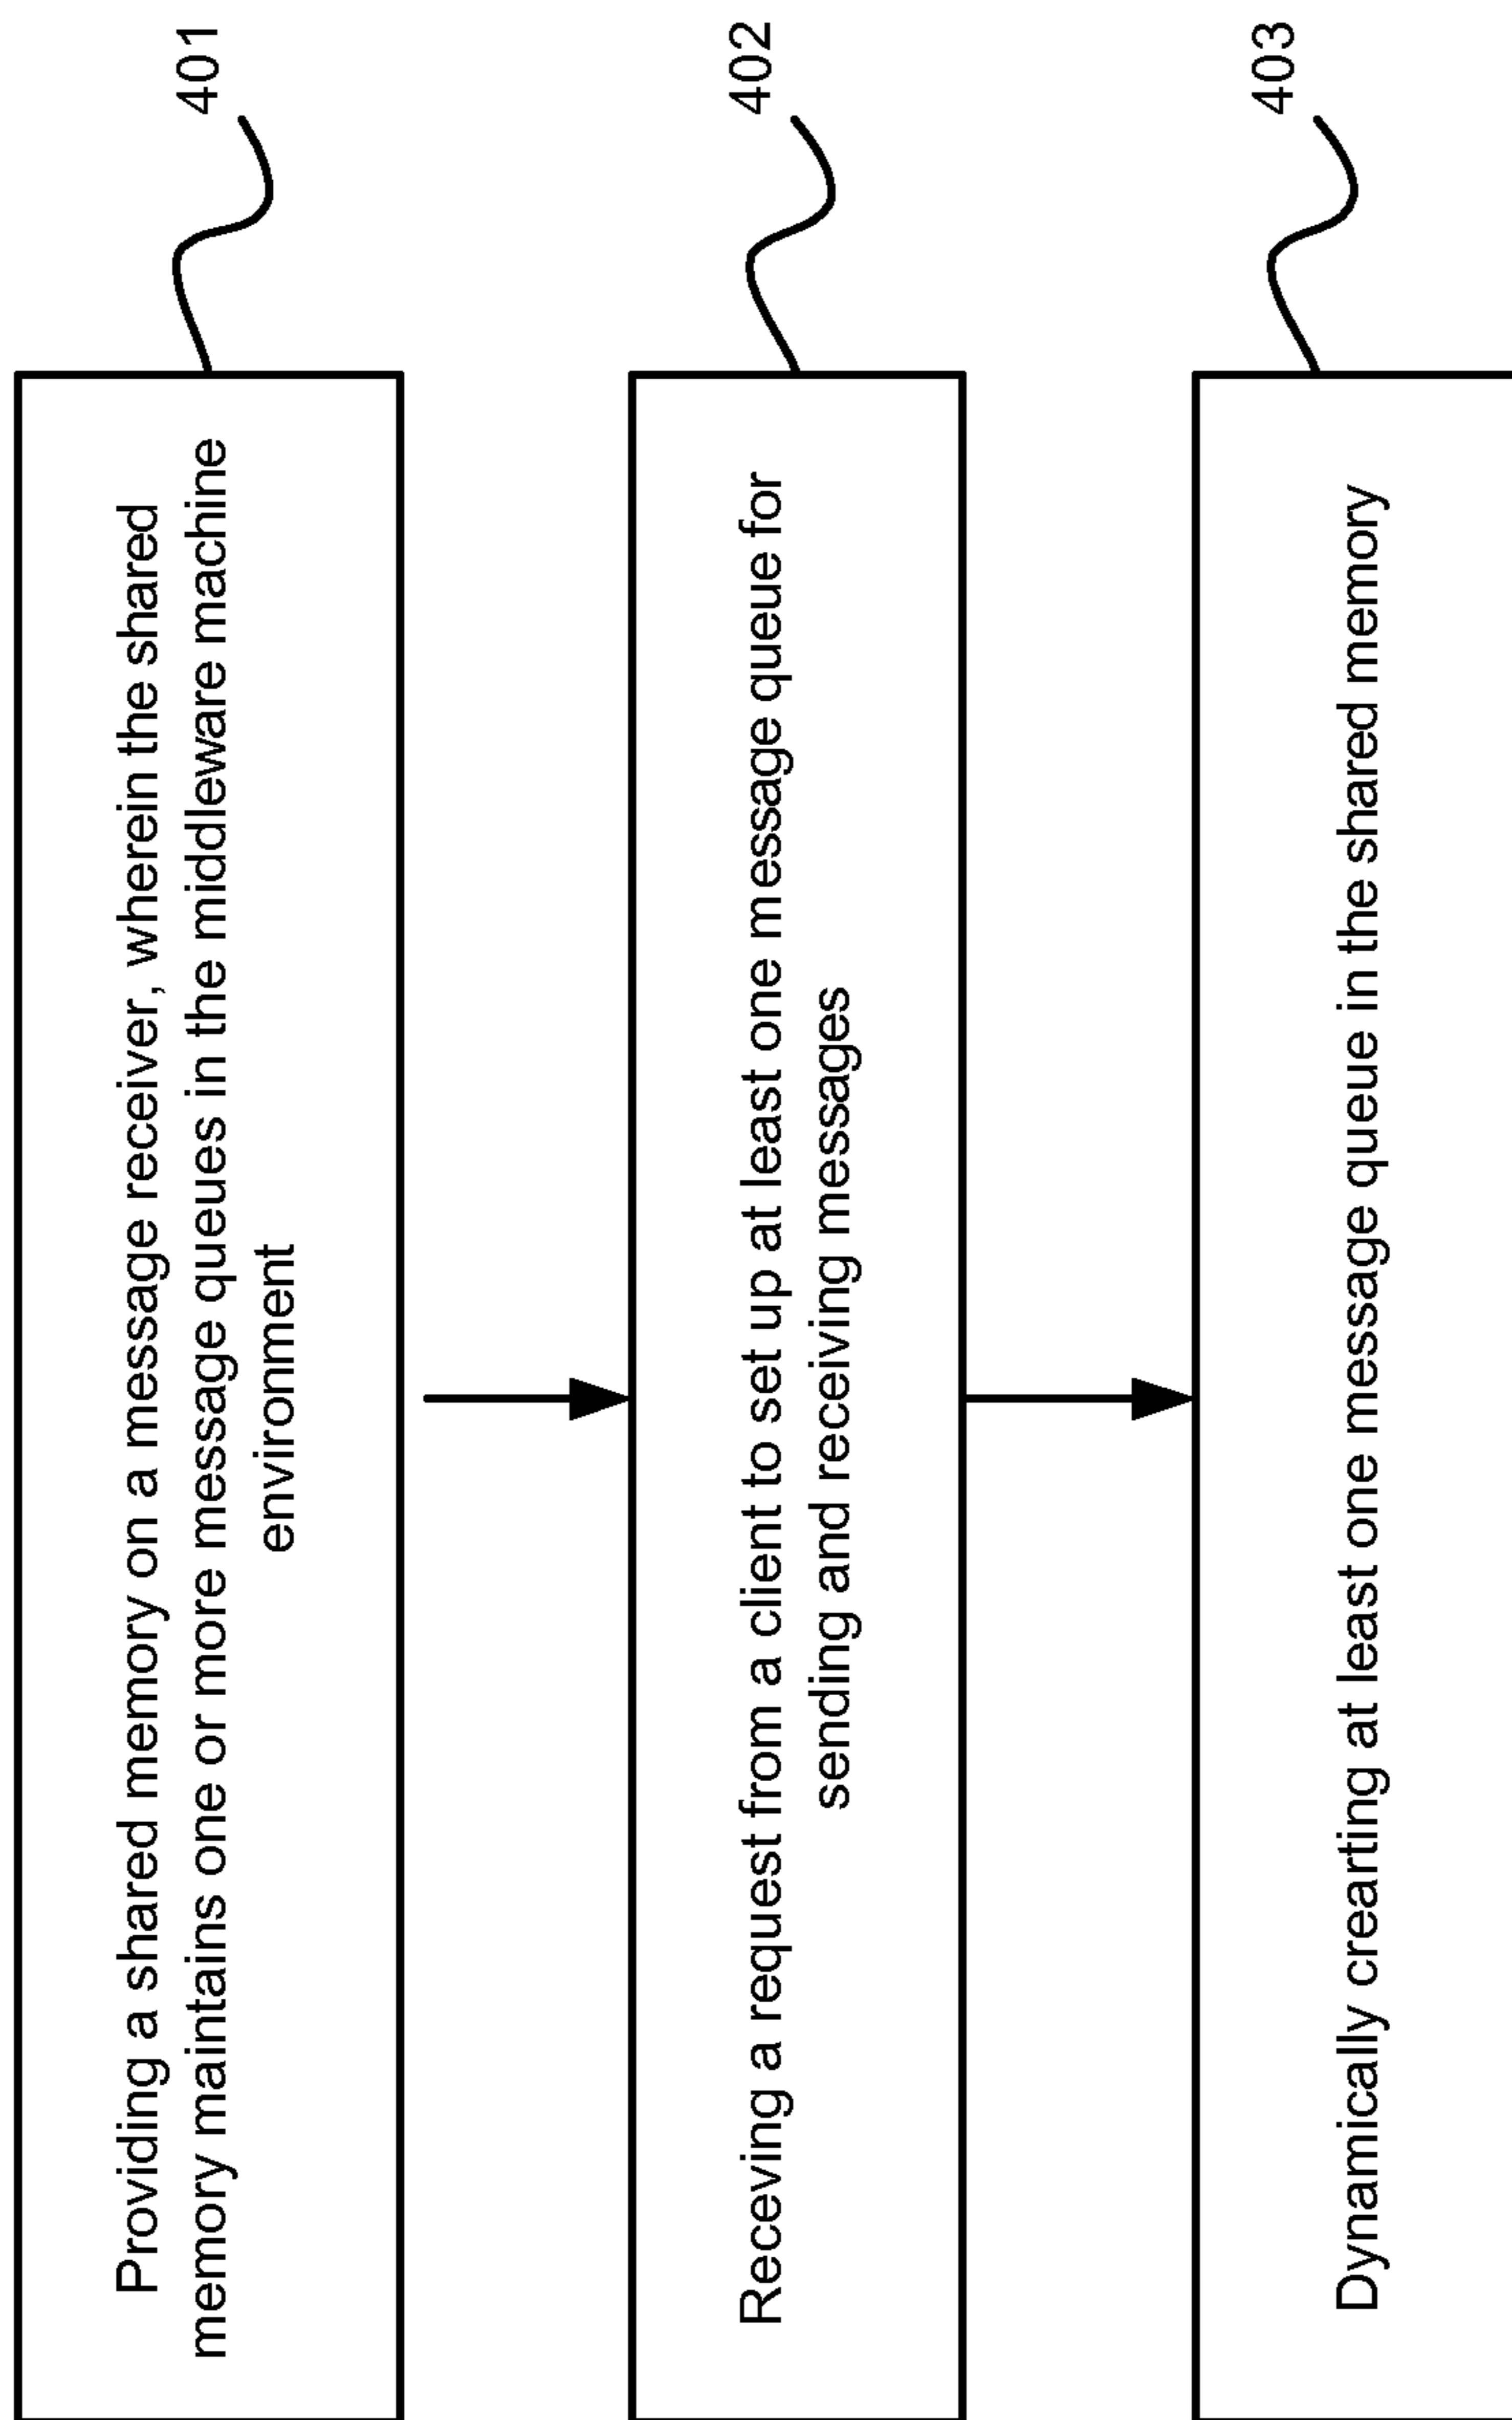 401
Providing a shared memory on a message receiver, wherein the shared
memory maintains one or more message queues in the middleware machine
environment
402
Receving a request from a client to set up at least one message queue for
sending and receiving messages
403
Dynamically crearting at least one message queue in the shared memory